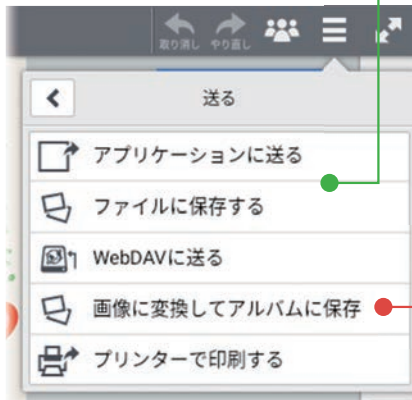 取り消し やり直し
送る
アプリケーションに送る
ファイルに保存する
WebDAVに送る
画像に変換してアルバムに保存
プリンターで印刷する